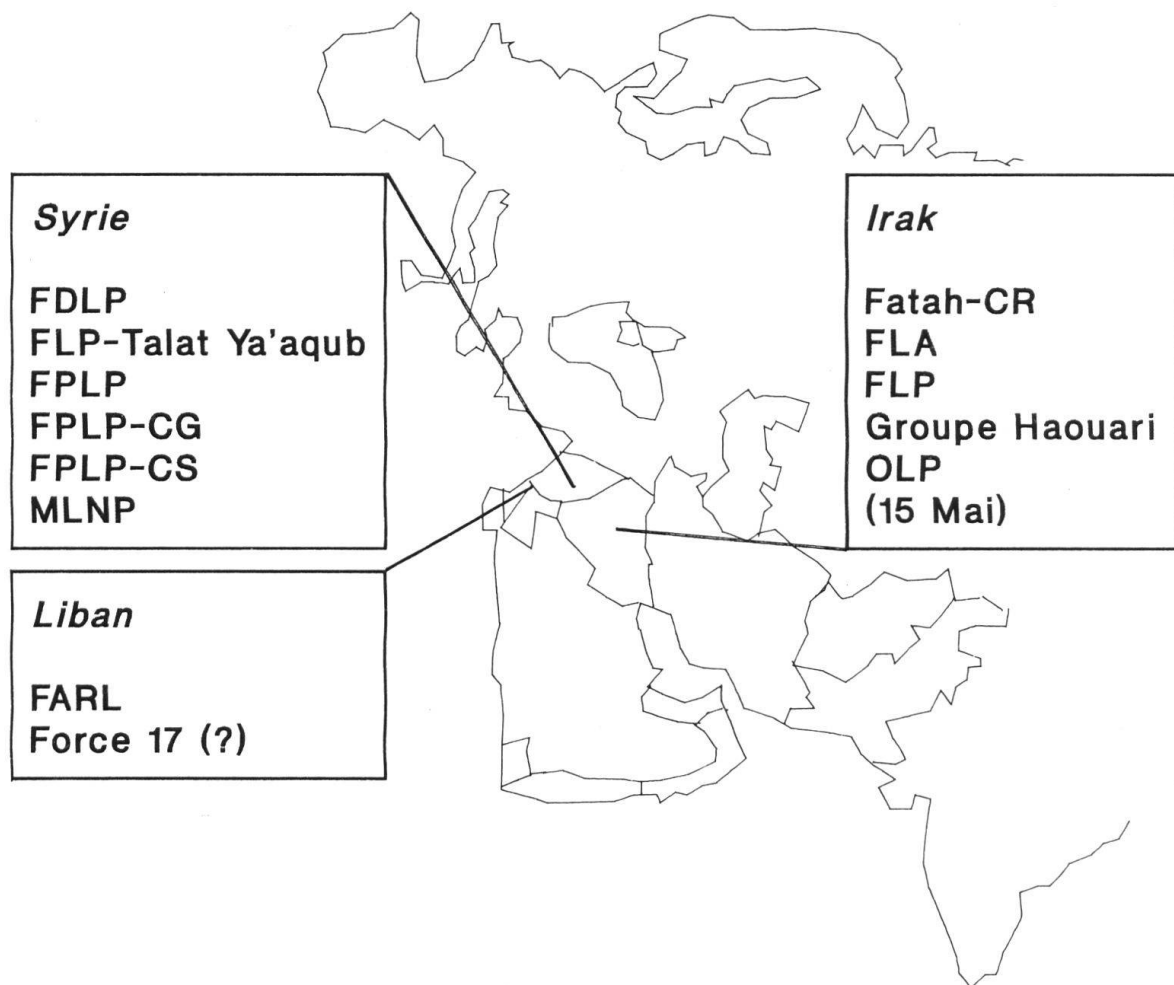 Syrie
FDLP
FLP-Talat Ya'aqub
FPLP
FPLP-CG
FPLP-CS
MLNP
Liban
FARL
Force 17 (?)
Irak
Fatah-CR
FLA
FLP
Groupe Haouari
OLP
(15 Mai)